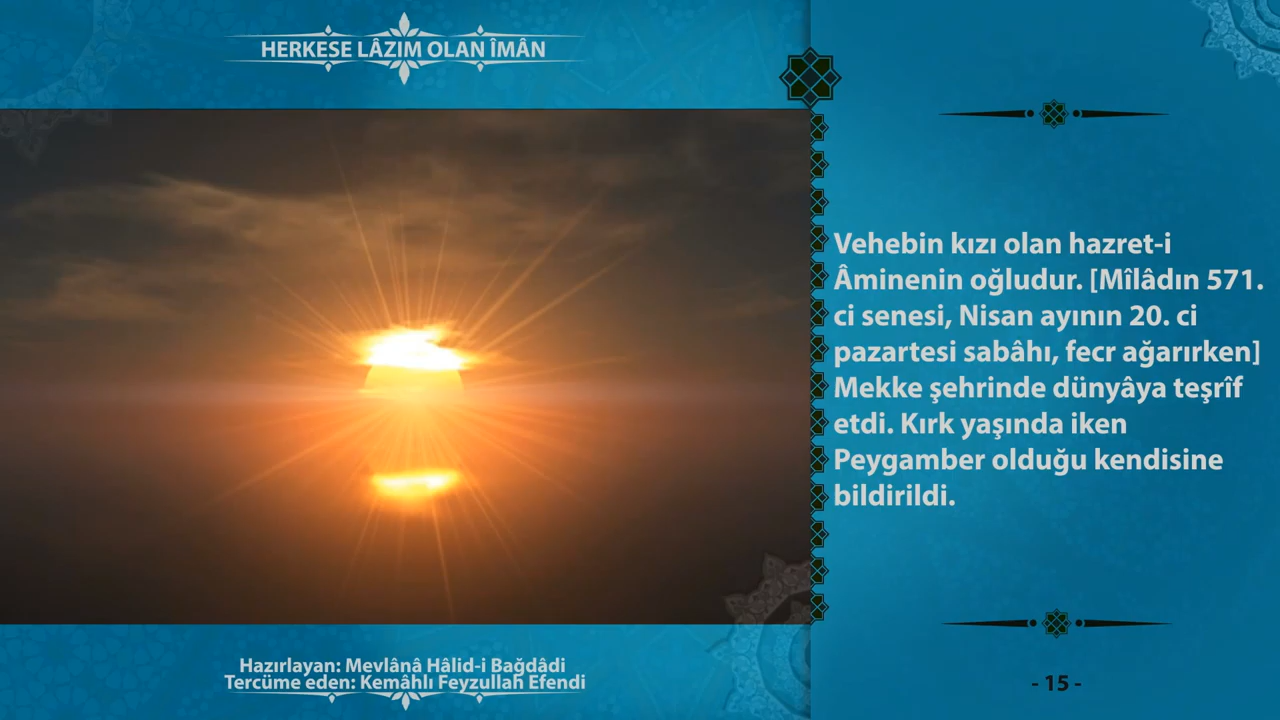 HERKESE LÂZIM OLAN ÎMÂN
Vehebin kızı olan hazret-i
Âminenin oğludur. [Mîlâdın 571.
ci senesi, Nisan ayının 20. ci
pazartesi sabâhı, fecr ağarırken]
Mekke şehrinde dünyâya teşrîf
etdi. Kırk yaşında iken
Peygamber olduğu kendisine
bildirildi.
Hazırlayan: Mevlânâ Hâlid-i Bağdâdi
Tercüme eden: Kemâhlı Feyzullah Efendi
- 15 -